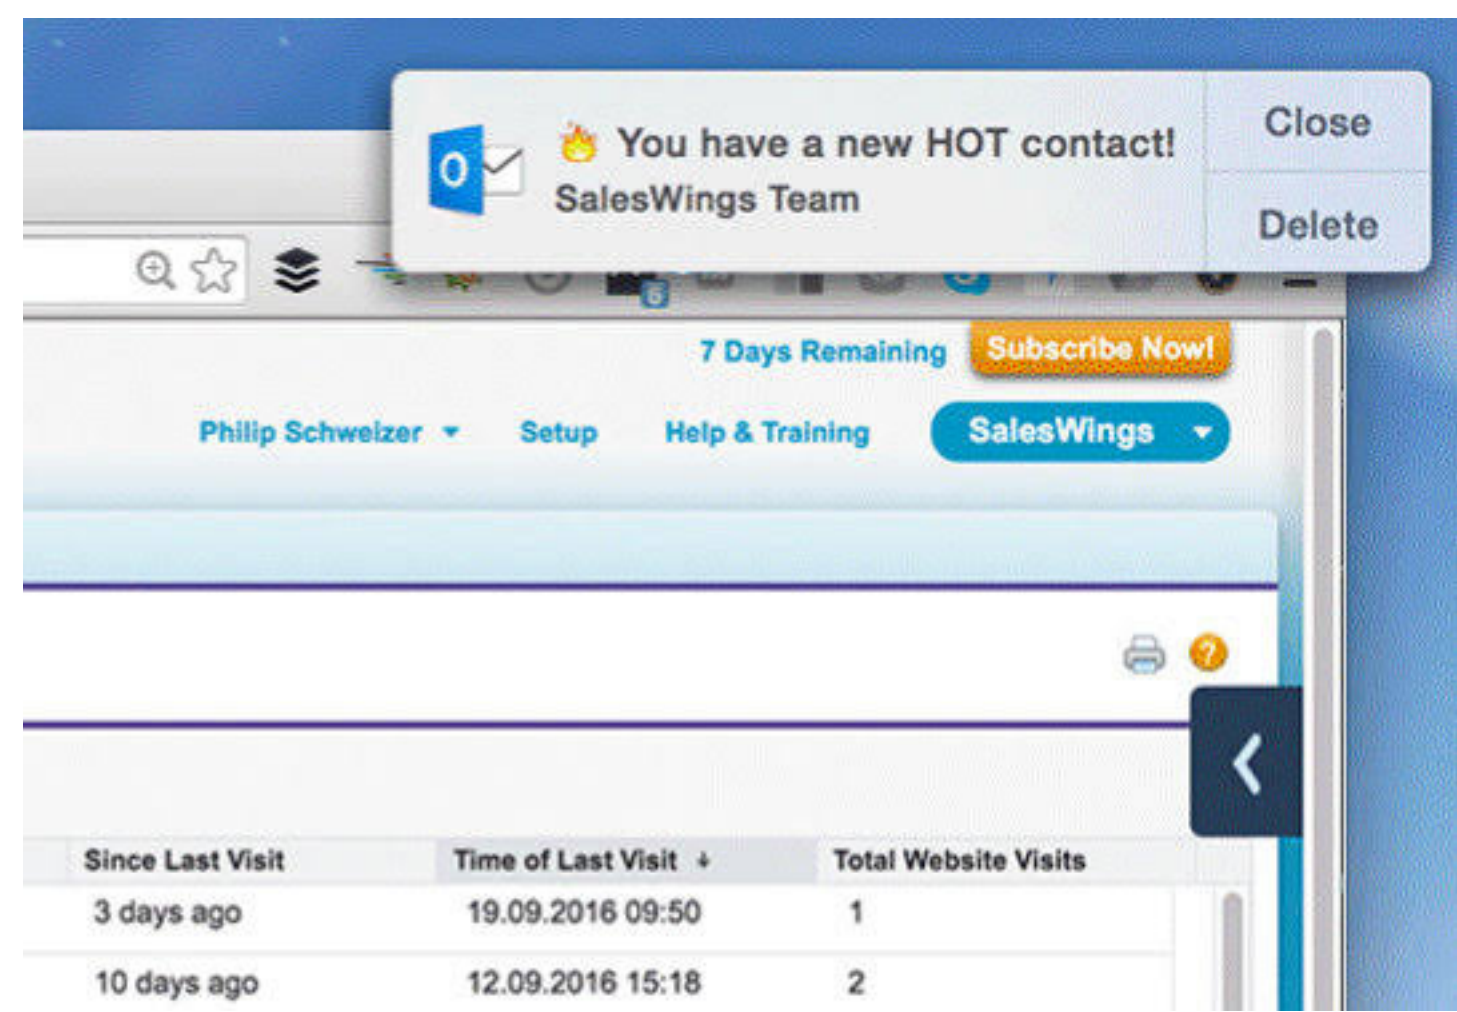 🔥 You have a new HOT contact!
SalesWings Team
Close
Delete
6
7 Days Remaining Subscribe Now!
Philip Schweizer Setup Help & Training SalesWings
Since Last Visit Time of Last Visit Total Website Visits
3 days ago 19.09.2016 09:50 1
10 days ago 12.09.2016 15:18 2